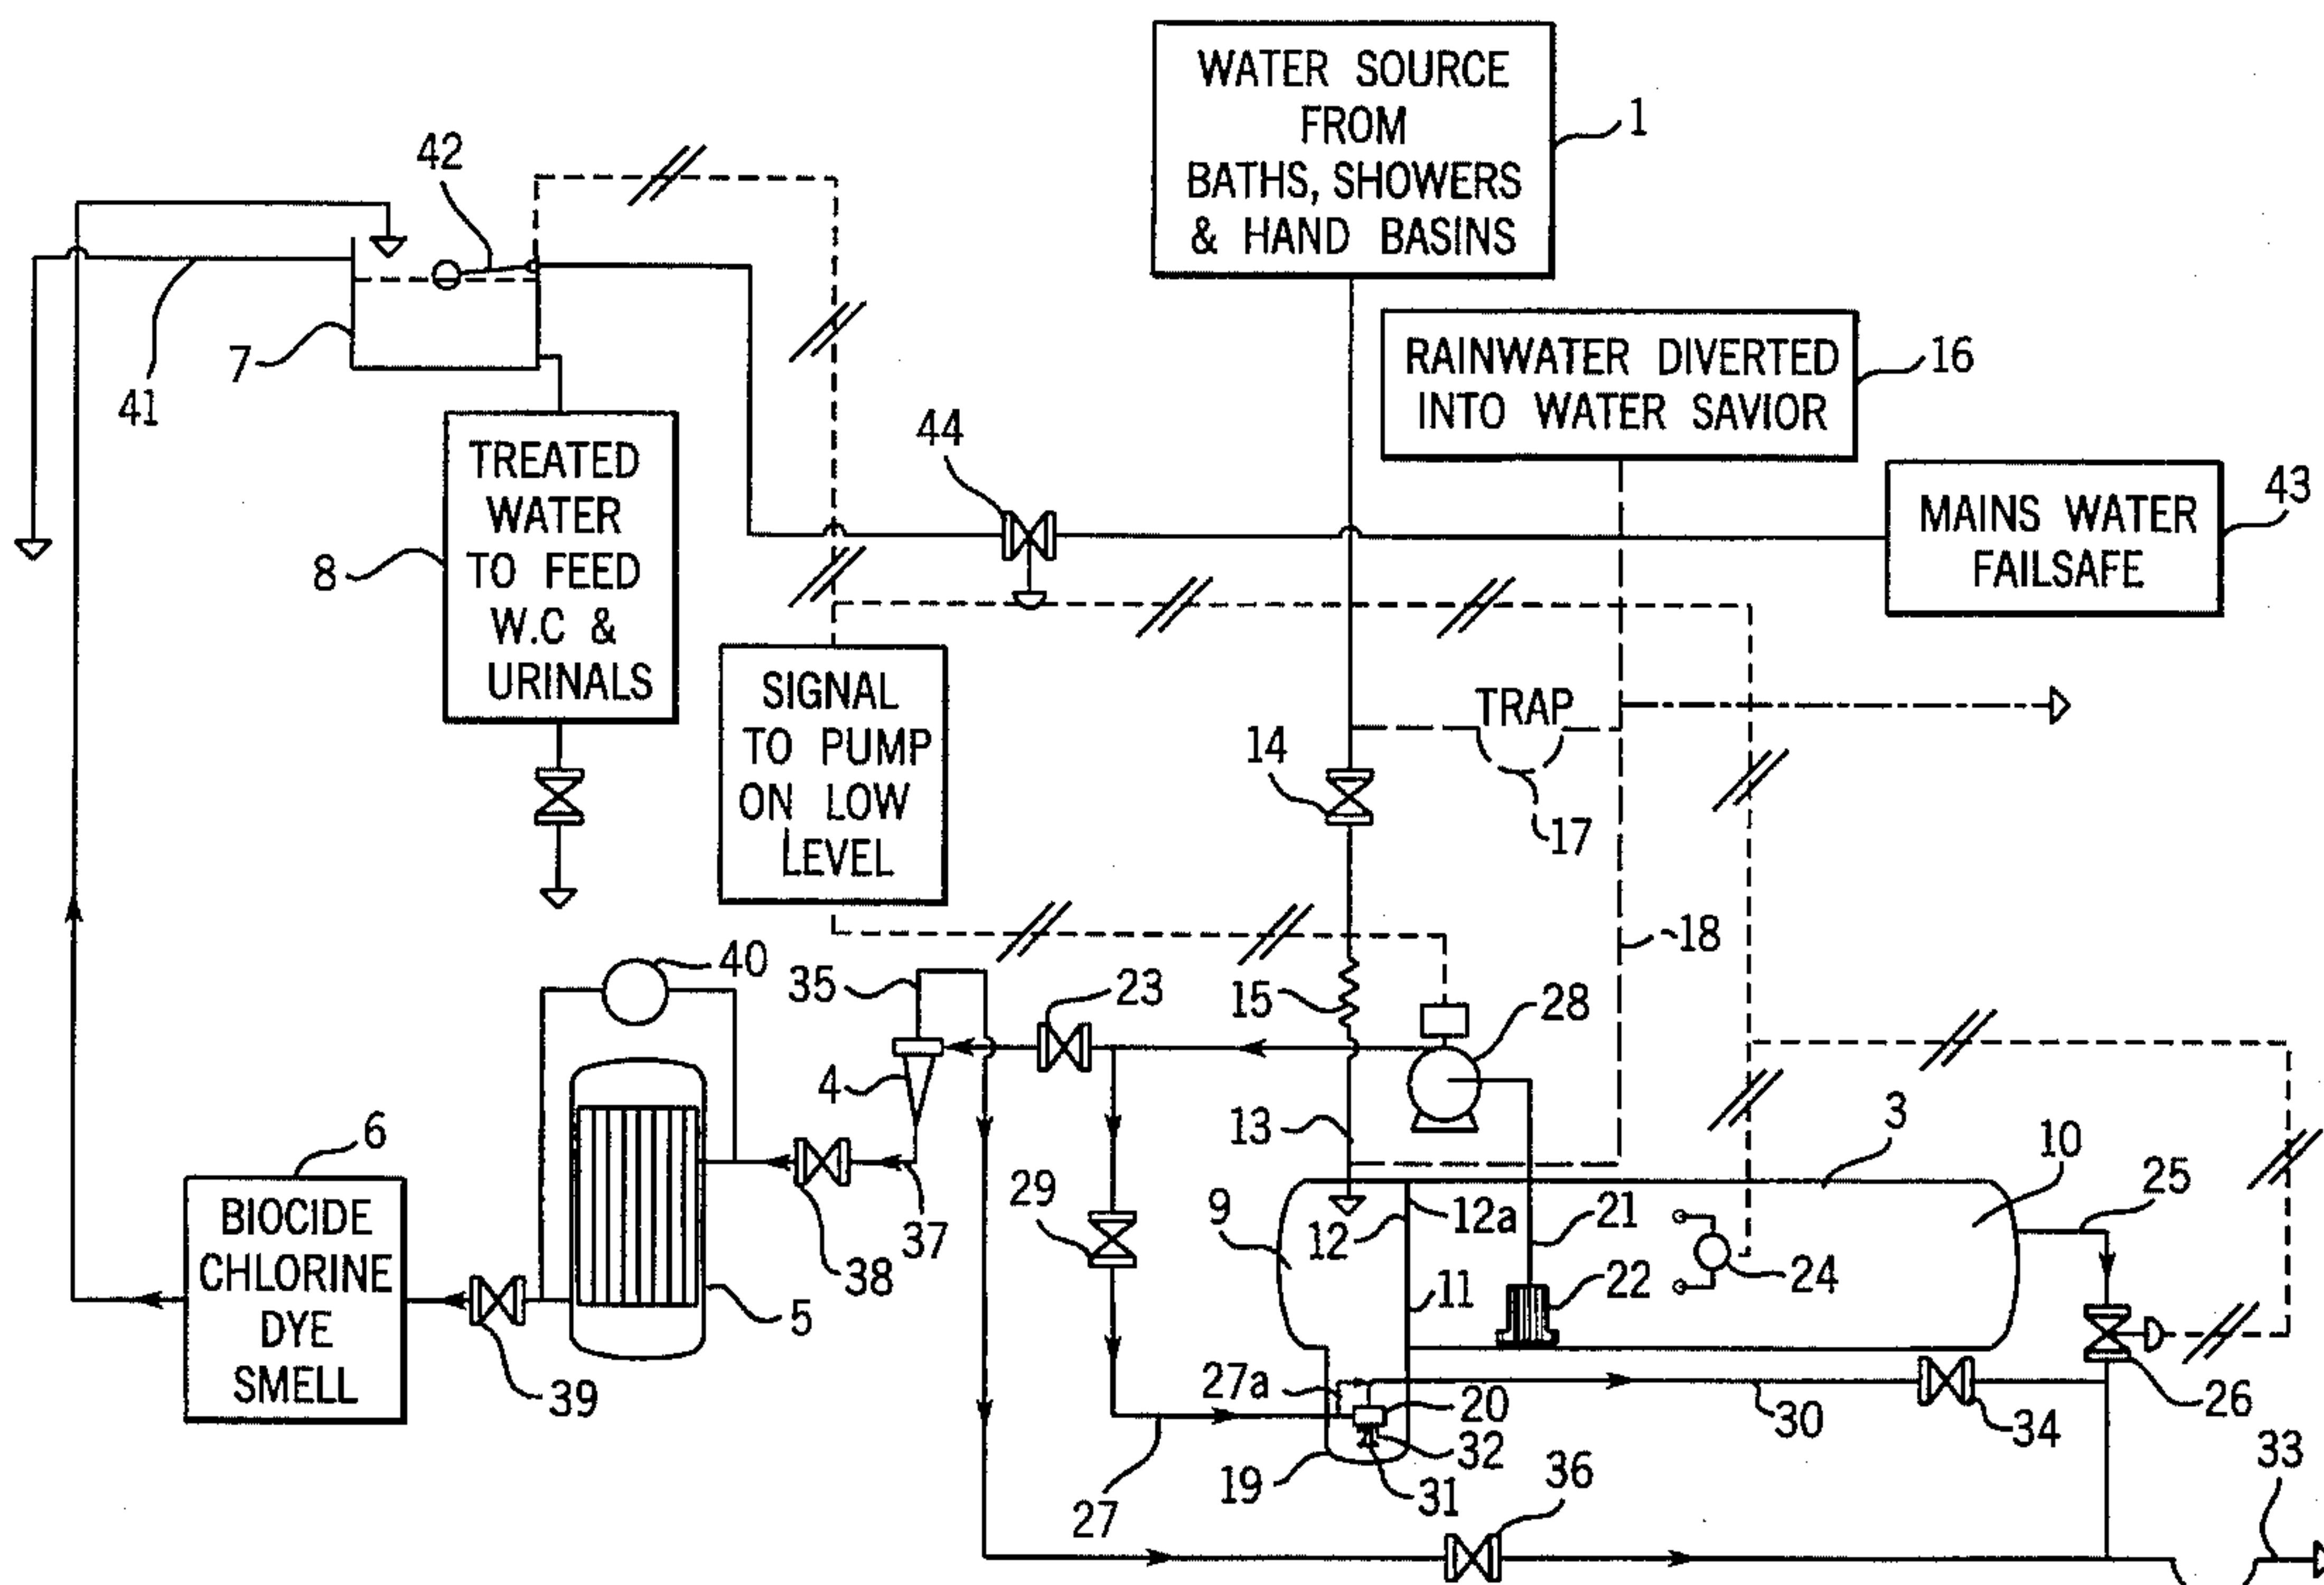 WATER SOURCE
FROM
BATHS, SHOWERS
& HAND BASINS
1
42
RAINWATER DIVERTED
INTO WATER SAVIOR
16
7
41
44
MAINS WATER
FAILSAFE
43
TREATED
WATER
TO FEED
W.C &
URINALS
8
SIGNAL
TO PUMP
ON LOW
LEVEL
TRAP
14
17
18
40
35
23
15
28
4
13
3
10
6
29
9
12
12a
21
25
BIOCIDE
CHLORINE
DYE
SMELL
38
37
11
22
24
5
39
27a
20
30
34
26
32
19
31
36
33
27